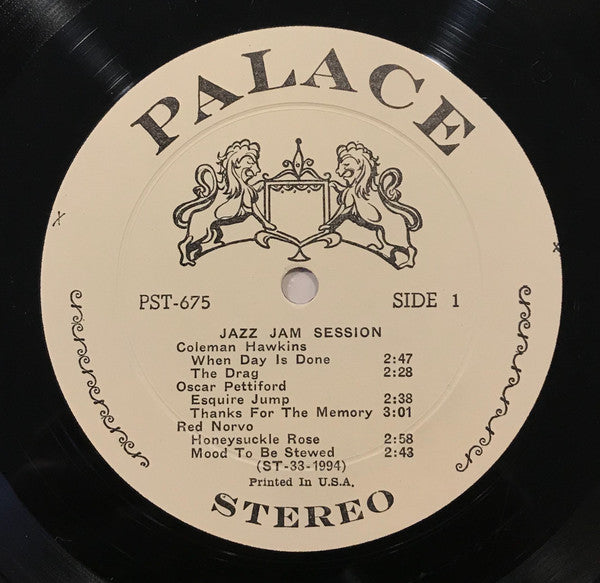 PALACE
PST-675 SIDE 1
JAZZ JAM SESSION
Coleman Hawkins
When Day Is Done 2:47
The Drag 2:28
Oscar Pettiford
Esquire Jump 2:38
Thanks For The Memory 3:01
Red Norvo
Honeysuckle Rose 2:58
Mood To Be Stewed 2:43
(ST-33-1994)
Printed In U.S.A.
STEREO